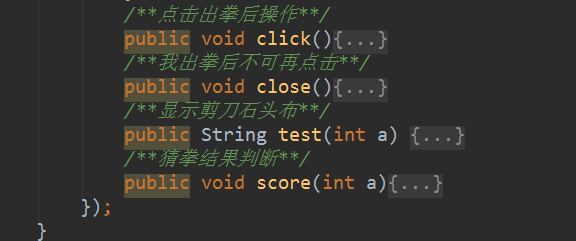 /**点击出拳后操作**/
public void click(){...}
/**我出拳后不可再点击**/
public void close(){...}
/**显示剪刀石头布**/
public String test(int a) {...}
/**猜拳结果判断**/
public void score(int a){...}
});
}